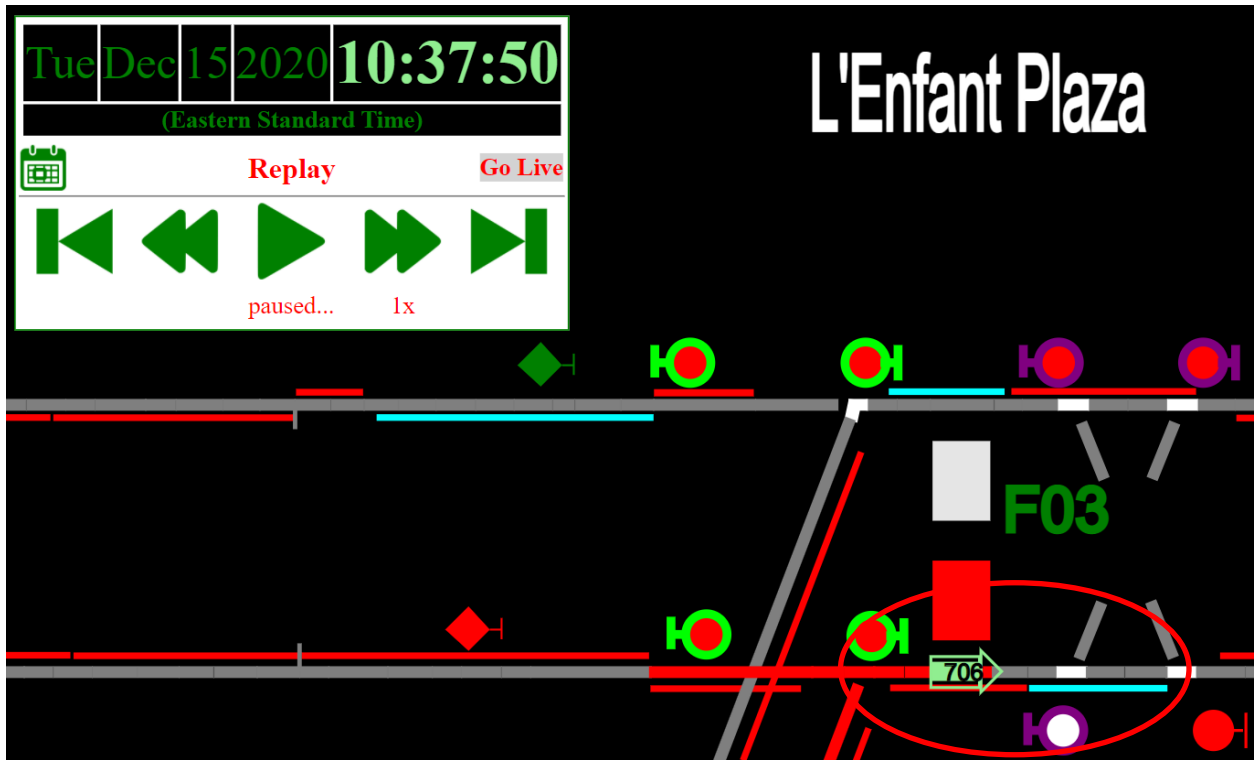 Tue Dec 15 2020 10:37:50
(Eastern Standard Time)
Replay Go Live
paused... 1x
L'Enfant Plaza
F03
706